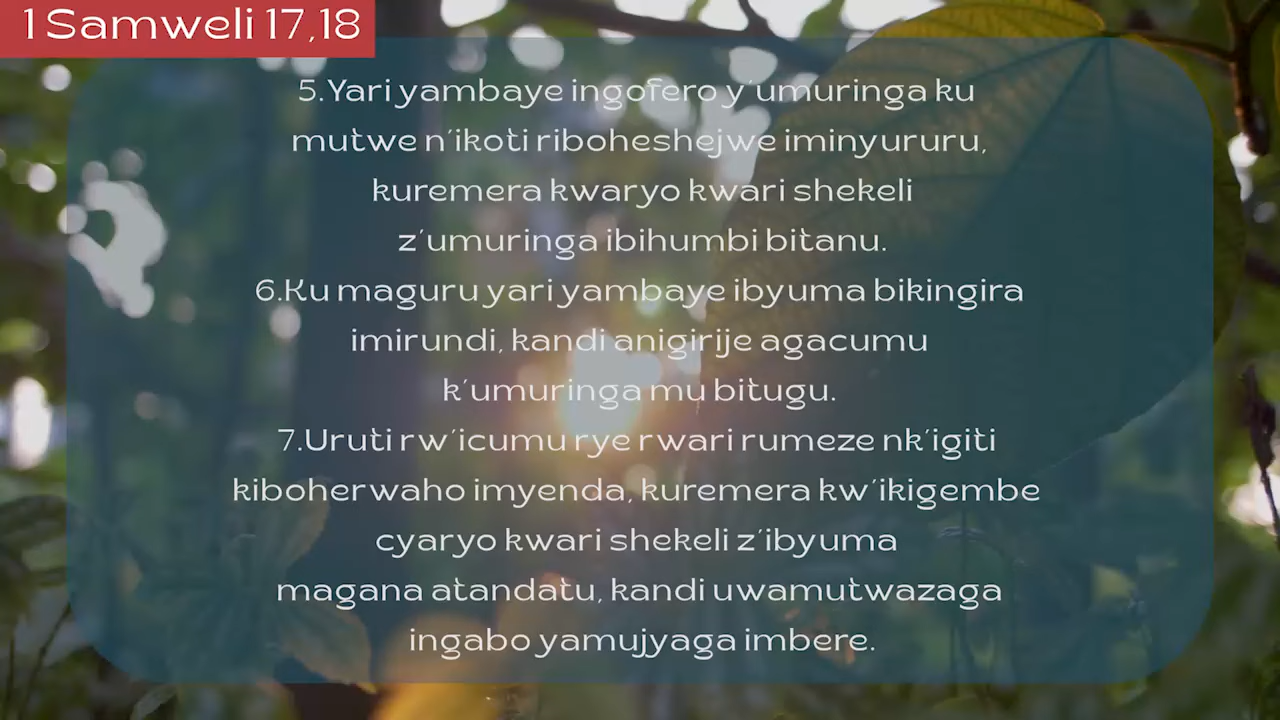 1 Samweli 17,18
5.Yari yambaye ingofero y'umuringa ku
mutwe n'ikoti riboheshejwe iminyururu,
kuremera kwaryo kwari shekeli
z'umuringa ibihumbi bitanu.
6.Ku maguru yari yambaye ibyuma bikingira
imirundi, kandi anigirije agacumu
k'umuringa mu bitugu.
7.Uruti rw'icumu rye rwari rumeze nk'igiti
kiboherwaho imyenda, kuremera kw'ikigembe
cyaryo kwari shekeli z'ibyuma
magana atandatu, kandi uwamutwazaga
ingabo yamujyaga imbere.